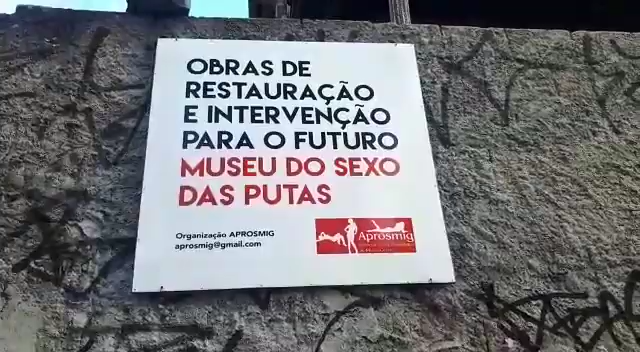 OBRAS DE
RESTAURAÇÃO
E INTERVENÇÃO
PARA O FUTURO
MUSEU DO SEXO
DAS PUTAS
Organização APROSMIG
aprosmig@gmail.com
Aprosmig